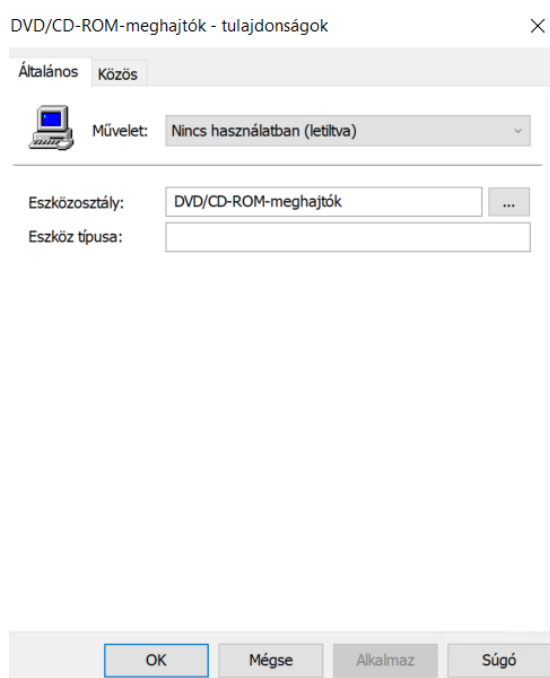 DVD/CD-ROM-meghajtók - tulajdonságok
Általános Közös
Művelet: Nincs használatban (letiltva)
Eszközosztály: DVD/CD-ROM-meghajtók ...
Eszköz típusa:
OK Mégse Alkalmaz Súgó